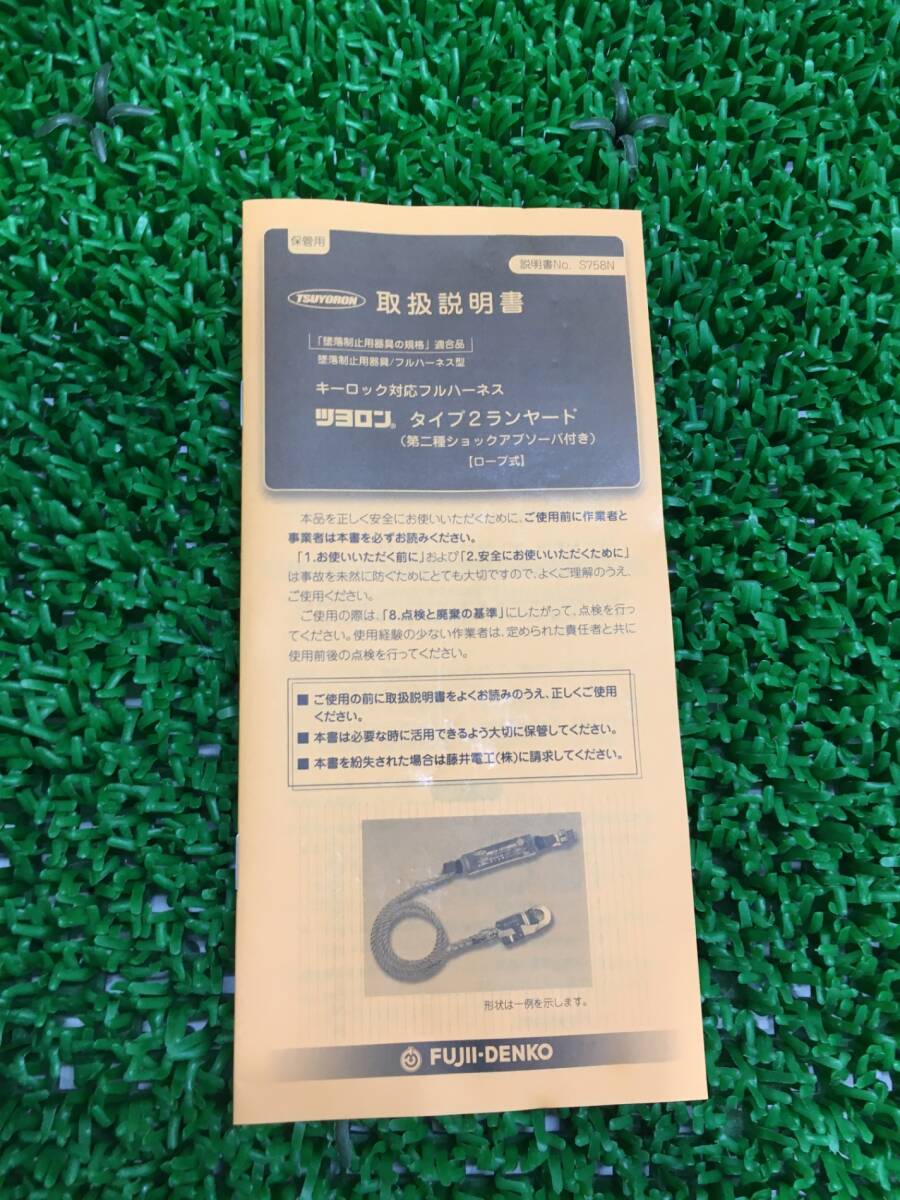 保管用
説明書No. S758N
TSUYORON 取扱説明書
「墜落制止用器具の規格」適合品
墜落制止用器具/フルハーネス型
キーロック対応フルハーネス
ツヨロン® タイプ2ランヤード
(第二種ショックアブソーバ付き)
【ロープ式】
本品を正しく安全にお使いいただくために、ご使用前に作業者と
事業者は本書を必ずお読みください。
「1.お使いいただく前に」および「2.安全にお使いいただくために」
は事故を未然に防ぐためにとても大切ですので、よくご理解のうえ、
ご使用ください。
ご使用の際は、「8.点検と廃棄の基準」にしたがって、点検を行っ
てください。使用経験の少ない作業者は、定められた責任者と共に
使用前後の点検を行ってください。
■ ご使用の前に取扱説明書をよくお読みのうえ、正しくご使用
ください。
■ 本書は必要な時に活用できるよう大切に保管してください。
■ 本書を紛失された場合は藤井電工(株)に請求してください。
形状は一例を示します。
FUJII-DENKO